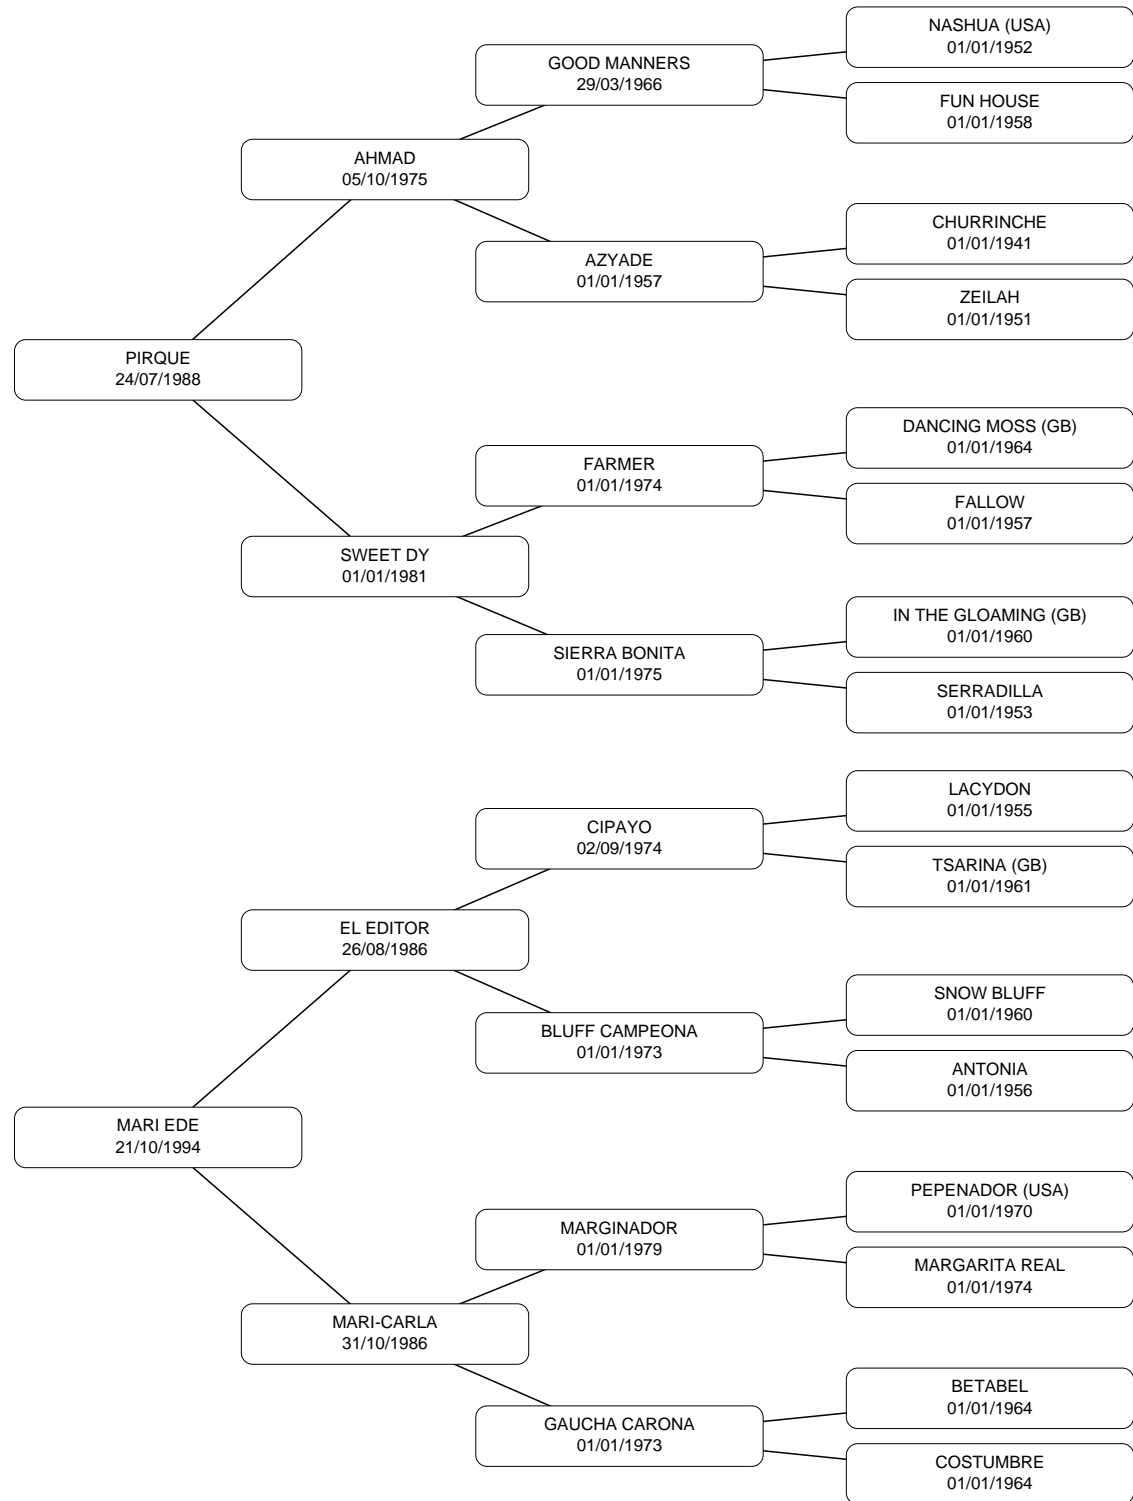 NASHUA (USA)
01/01/1952
GOOD MANNERS
29/03/1966
FUN HOUSE
01/01/1958
AHMAD
05/10/1975
CHURRINCHE
01/01/1941
AZYADE
01/01/1957
ZEILAH
01/01/1951
PIRQUE
24/07/1988
DANCING MOSS (GB)
01/01/1964
FARMER
01/01/1974
FALLOW
01/01/1957
SWEET DY
01/01/1981
IN THE GLOAMING (GB)
01/01/1960
SIERRA BONITA
01/01/1975
SERRADILLA
01/01/1953
LACYDON
01/01/1955
CIPAYO
02/09/1974
TSARINA (GB)
01/01/1961
EL EDITOR
26/08/1986
SNOW BLUFF
01/01/1960
BLUFF CAMPEONA
01/01/1973
ANTONIA
01/01/1956
MARI EDE
21/10/1994
PEPENADOR (USA)
01/01/1970
MARGINADOR
01/01/1979
MARGARITA REAL
01/01/1974
MARI-CARLA
31/10/1986
BETABEL
01/01/1964
GAUCHA CARONA
01/01/1973
COSTUMBRE
01/01/1964